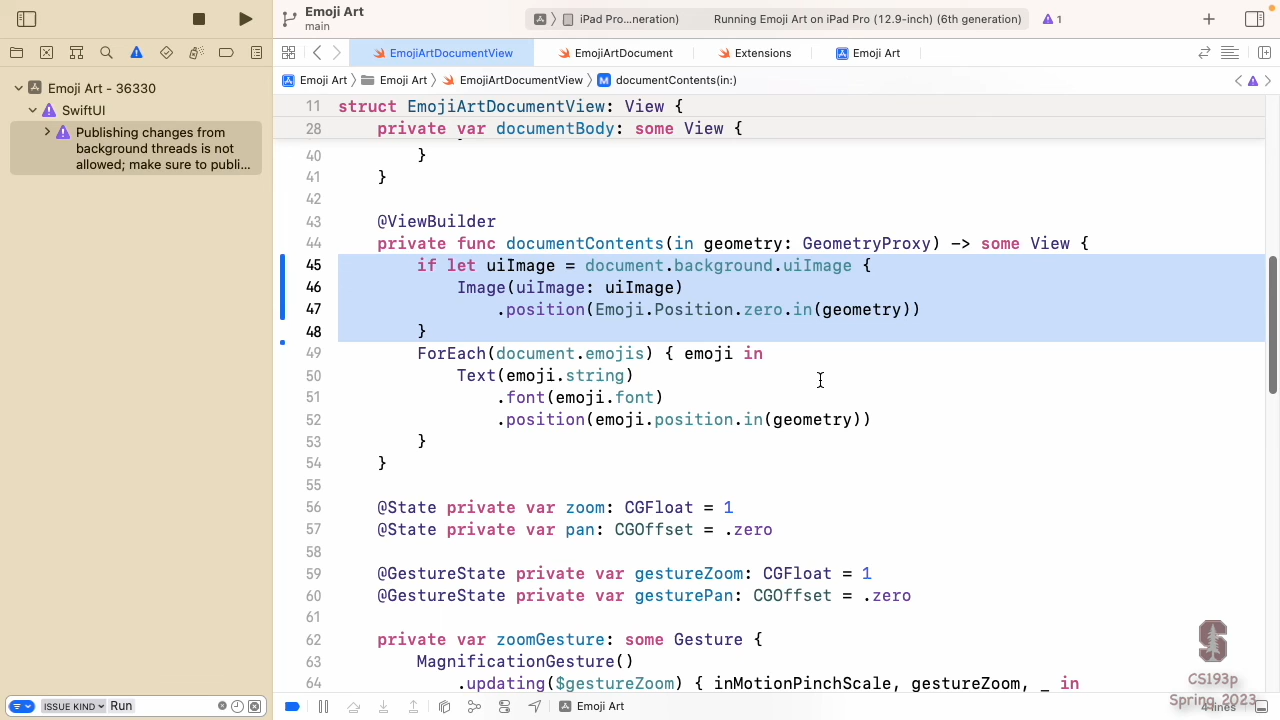 Emoji Art
main
iPad Pro...neration)
Running Emoji Art on iPad Pro (12.9-inch) (6th generation)
1
EmojiArtDocumentView
EmojiArtDocument
Extensions
Emoji Art
Emoji Art
Emoji Art
EmojiArtDocumentView
M
documentContents(in:)
Emoji Art - 36330
SwiftUI
Publishing changes from
background threads is not
allowed; make sure to publi...
11 struct EmojiArtDocumentView: View {
28 private var documentBody: some View {
40 }
41 }
42
43 @ViewBuilder
44 private func documentContents(in geometry: GeometryProxy) -> some View {
45 if let uiImage = document.background.uiImage {
46 Image(uiImage: uiImage)
47 .position(Emoji.Position.zero.in(geometry))
48 }
49 ForEach(document.emojis) { emoji in
50 Text(emoji.string)
51 .font(emoji.font)
52 .position(emoji.position.in(geometry))
53 }
54 }
55
56 @State private var zoom: CGFloat = 1
57 @State private var pan: CGOffset = .zero
58
59 @GestureState private var gestureZoom: CGFloat = 1
60 @GestureState private var gesturePan: CGOffset = .zero
61
62 private var zoomGesture: some Gesture {
63 MagnificationGesture()
64 .updating($gestureZoom) { inMotionPinchScale, gestureZoom, _ in
ISSUE KIND Run
Emoji Art
4 lines
S
CS193p
Spring 2023